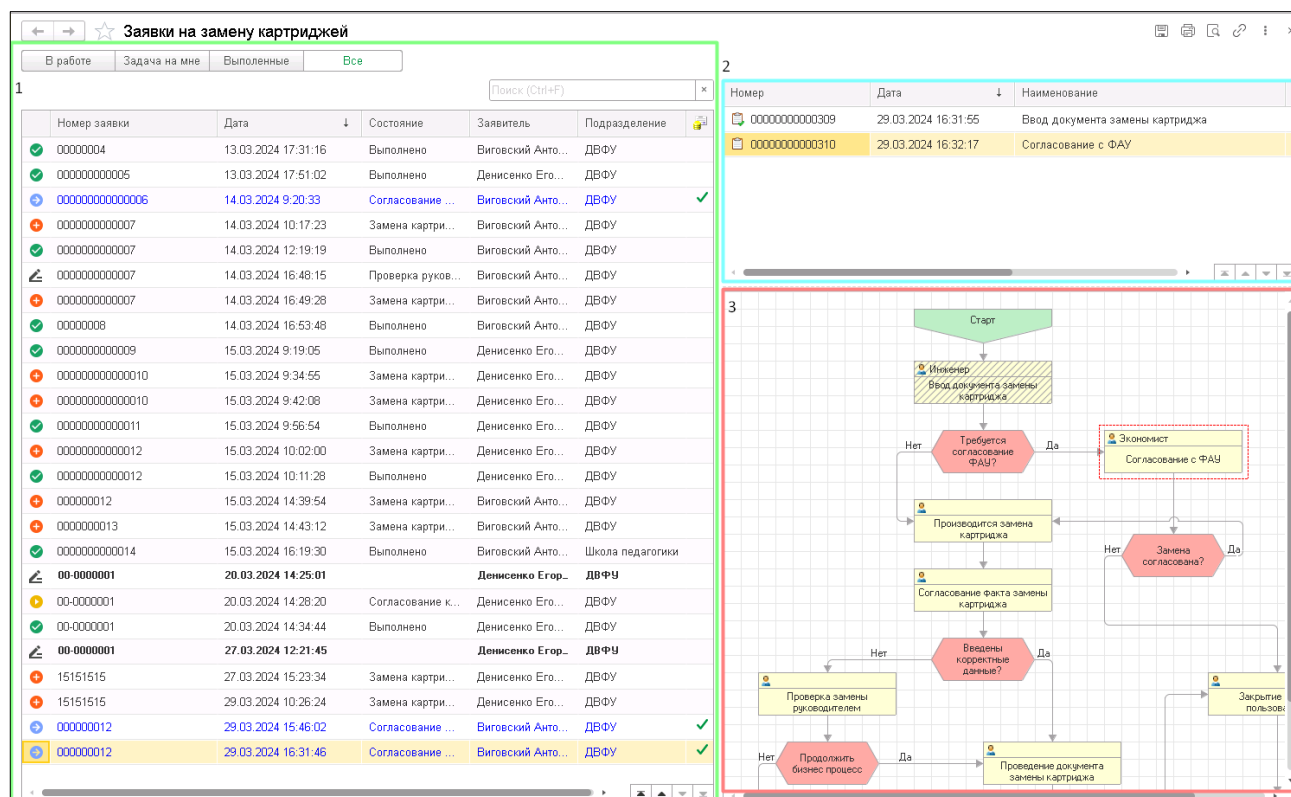 Заявки на замену картриджей
В работе Задача на мне Выполенные Все
1
Поиск (Ctrl+F) ×
Номер заявки Дата ↓ Состояние Заявитель Подразделение
00000004 13.03.2024 17:31:16 Выполнено Виговский Анто... ДВФУ
000000000005 13.03.2024 17:51:02 Выполнено Денисенко Его... ДВФУ
000000000000006 14.03.2024 9:20:33 Согласование ... Виговский Анто... ДВФУ
0000000000007 14.03.2024 10:17:23 Замена картри... Виговский Анто... ДВФУ
0000000000007 14.03.2024 12:19:19 Выполнено Виговский Анто... ДВФУ
0000000000007 14.03.2024 16:48:15 Проверка руков... Виговский Анто... ДВФУ
0000000000007 14.03.2024 16:49:28 Замена картри... Виговский Анто... ДВФУ
00000008 14.03.2024 16:53:48 Выполнено Виговский Анто... ДВФУ
0000000000009 15.03.2024 9:19:05 Выполнено Денисенко Его... ДВФУ
000000000000010 15.03.2024 9:34:55 Замена картри... Денисенко Его... ДВФУ
000000000000010 15.03.2024 9:42:08 Замена картри... Денисенко Его... ДВФУ
00000000000011 15.03.2024 9:56:54 Выполнено Денисенко Его... ДВФУ
00000000000012 15.03.2024 10:02:00 Замена картри... Денисенко Его... ДВФУ
00000000000012 15.03.2024 10:11:28 Выполнено Денисенко Его... ДВФУ
000000012 15.03.2024 14:39:54 Замена картри... Виговский Анто... ДВФУ
0000000013 15.03.2024 14:43:12 Замена картри... Виговский Анто... ДВФУ
0000000000014 15.03.2024 16:19:30 Выполнено Виговский Анто... Школа педагогики
00-0000001 20.03.2024 14:25:01 Денисенко Егор... ДВФУ
00-0000001 20.03.2024 14:28:20 Согласование к... Денисенко Его... ДВФУ
00-0000001 20.03.2024 14:34:44 Выполнено Денисенко Его... ДВФУ
00-0000001 27.03.2024 12:21:45 Денисенко Егор... ДВФУ
15151515 27.03.2024 15:23:34 Замена картри... Денисенко Его... ДВФУ
15151515 29.03.2024 10:26:24 Замена картри... Денисенко Его... ДВФУ
000000012 29.03.2024 15:46:02 Согласование ... Виговский Анто... ДВФУ
000000012 29.03.2024 16:31:46 Согласование ... Виговский Анто... ДВФУ
2
Номер Дата ↓ Наименование
00000000000309 29.03.2024 16:31:55 Ввод документа замены картриджа
00000000000310 29.03.2024 16:32:17 Согласование с ФАУ
3
Старт
Инженер
Ввод документа замены
картриджа
Нет
Требуется
согласование
ФАУ?
Да
Экономист
Согласование с ФАУ
Производится замена
картриджа
Нет
Замена
согласована?
Да
Согласование факта замены
картриджа
Нет
Введены
корректные
данные?
Да
Проверка замены
руководителем
Закрытие
пользова
Нет
Продолжить
бизнес процесс
Да
Проведение документа
замены картриджа